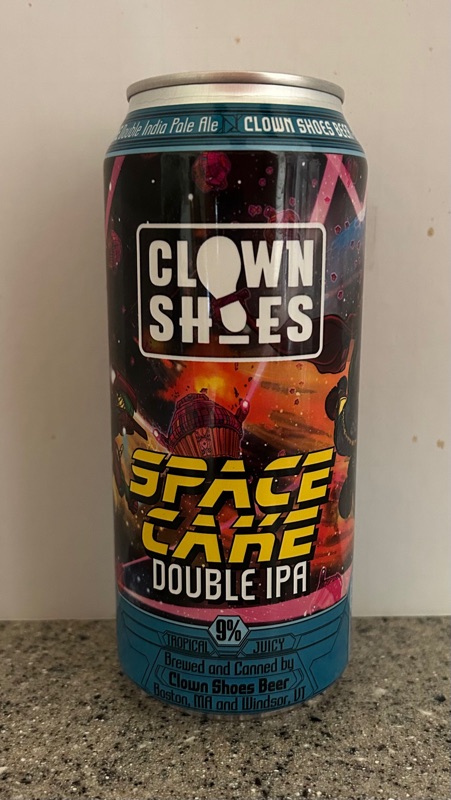 Double India Pale Ale CLOWN SHOES BEER
CLOWN
SHOES
SPACE
CAKE
DOUBLE IPA
9%
TROPICAL JUICY
Brewed and Canned by
Clown Shoes Beer
Boston, MA and Windsor, VT